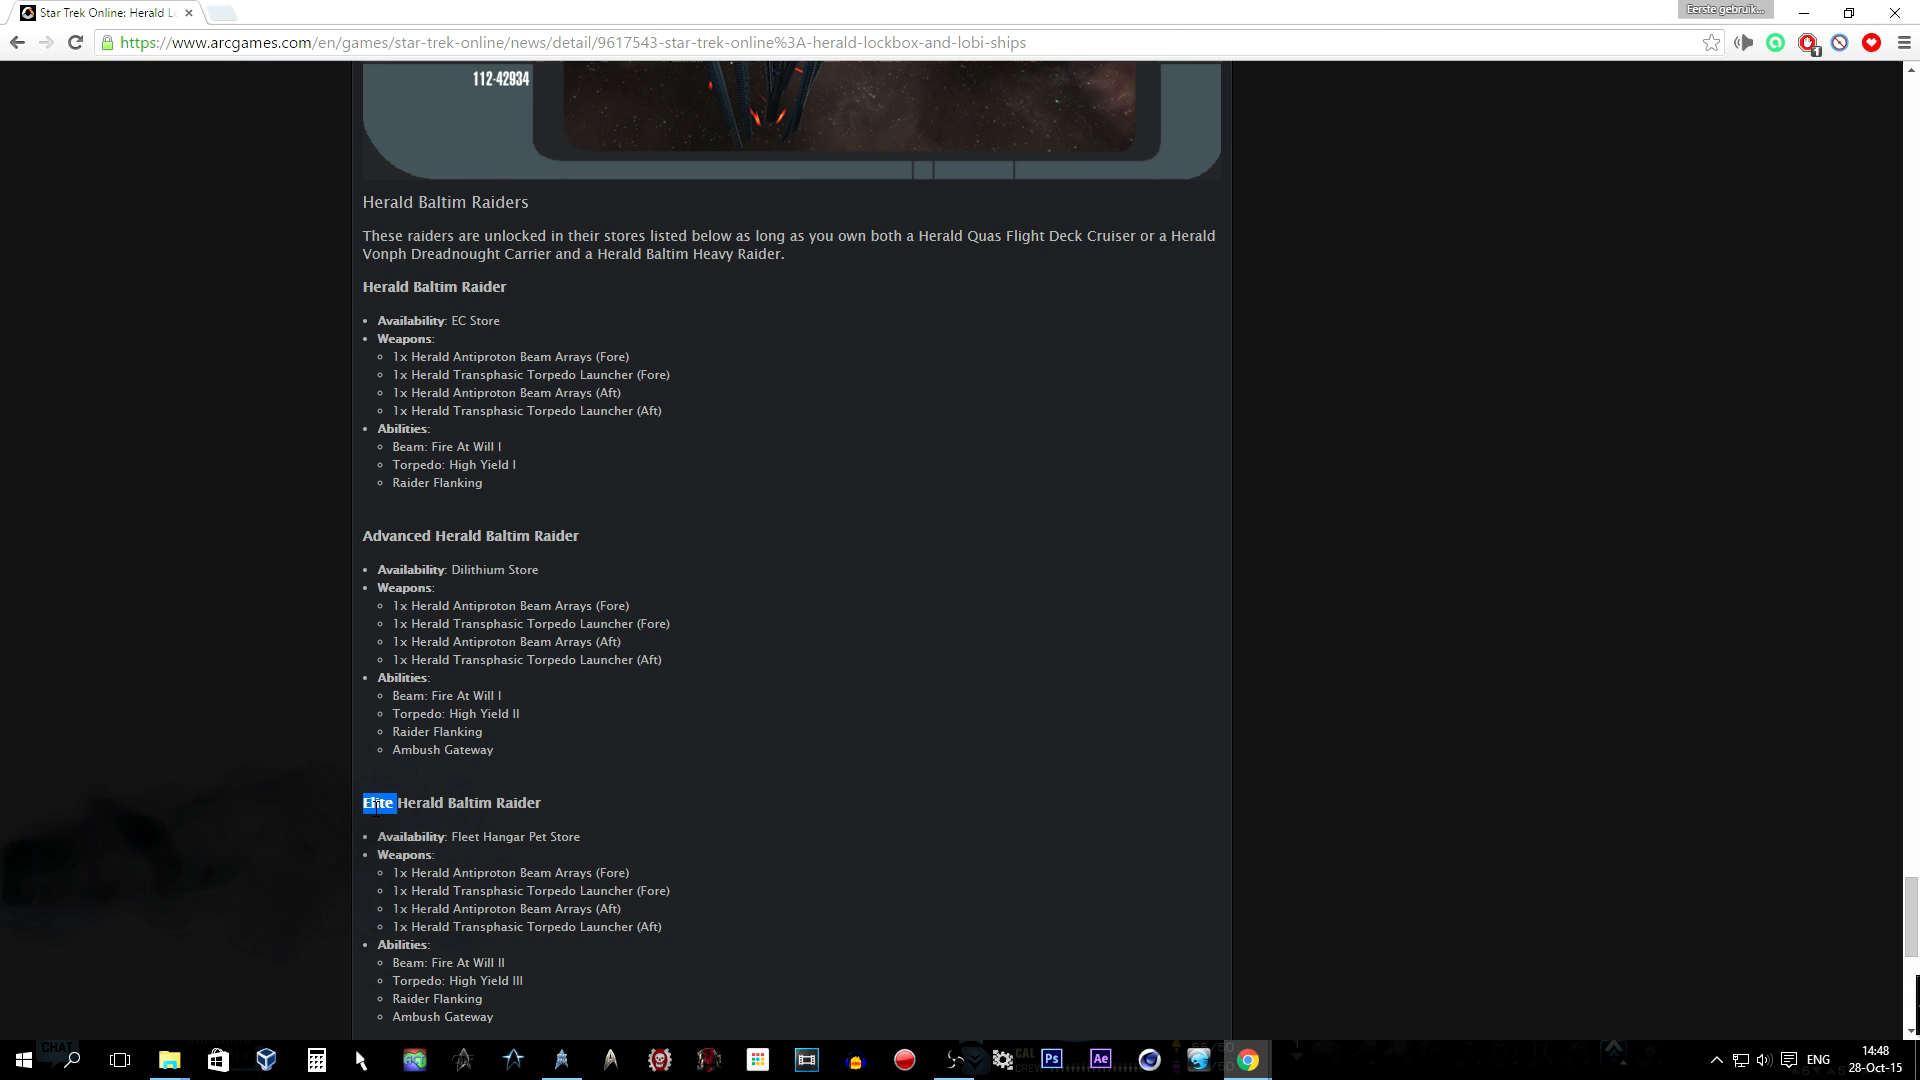 Star Trek Online: Herald L
Eerste gebruik...
https://www.arcgames.com/en/games/star-trek-online/news/detail/9617543-star-trek-online%3A-herald-lockbox-and-lobi-ships
1
112-42934
Herald Baltim Raiders
These raiders are unlocked in their stores listed below as long as you own both a Herald Quas Flight Deck Cruiser or a Herald
Vonph Dreadnought Carrier and a Herald Baltim Heavy Raider.
Herald Baltim Raider
Availability: EC Store
Weapons:
1x Herald Antiproton Beam Arrays (Fore)
1x Herald Transphasic Torpedo Launcher (Fore)
1x Herald Antiproton Beam Arrays (Aft)
1x Herald Transphasic Torpedo Launcher (Aft)
Abilities:
Beam: Fire At Will I
Torpedo: High Yield I
Raider Flanking
Advanced Herald Baltim Raider
Availability: Dilithium Store
Weapons:
1x Herald Antiproton Beam Arrays (Fore)
1x Herald Transphasic Torpedo Launcher (Fore)
1x Herald Antiproton Beam Arrays (Aft)
1x Herald Transphasic Torpedo Launcher (Aft)
Abilities:
Beam: Fire At Will I
Torpedo: High Yield II
Raider Flanking
Ambush Gateway
Elite Herald Baltim Raider
Availability: Fleet Hangar Pet Store
Weapons:
1x Herald Antiproton Beam Arrays (Fore)
1x Herald Transphasic Torpedo Launcher (Fore)
1x Herald Antiproton Beam Arrays (Aft)
1x Herald Transphasic Torpedo Launcher (Aft)
Abilities:
Beam: Fire At Will II
Torpedo: High Yield III
Raider Flanking
Ambush Gateway
CHAT
Ps
Ae
ENG
14:48
28-Oct-15